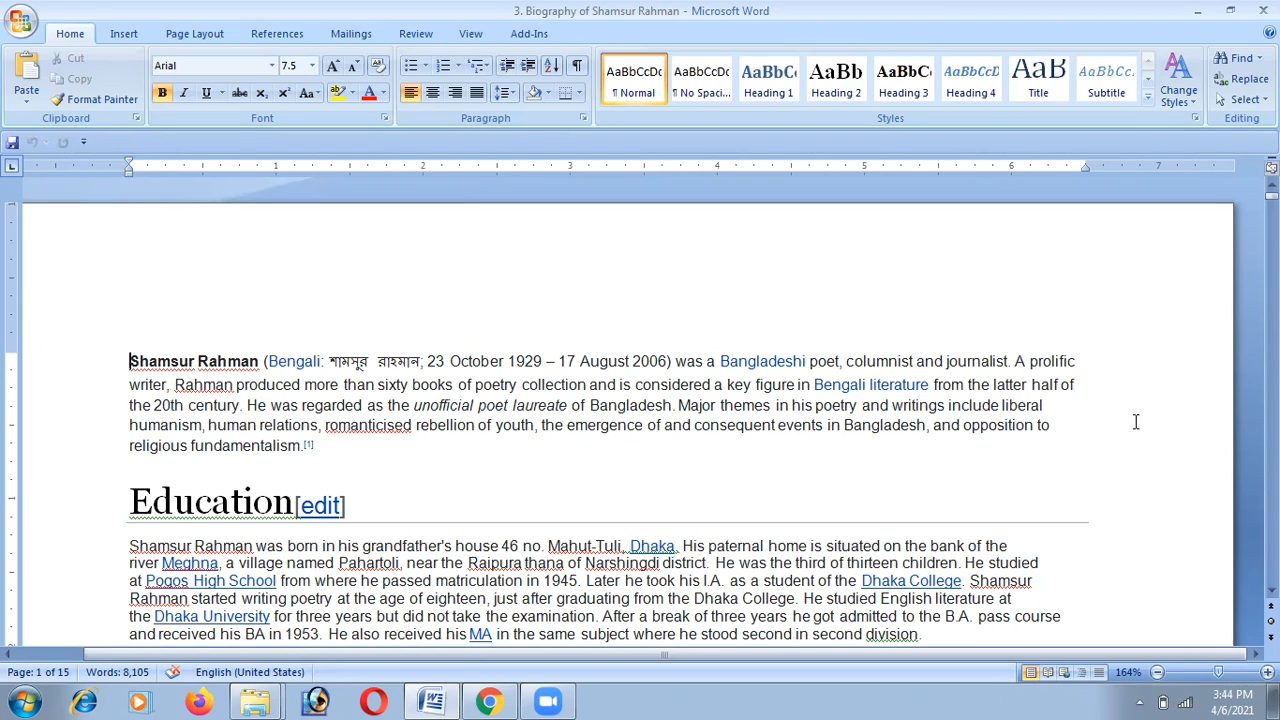 3. Biography of Shamsur Rahman - Microsoft Word
Home Insert Page Layout References Mailings Review View Add-Ins
Paste
Cut
Copy
Format Painter
Clipboard
Arial 7.5
Font
Paragraph
AaBbCcDc AaBbCcDc AaBbC AaBb AaBbC AaBbCcD AaB AaBbCc.
¶ Normal ¶ No Spaci... Heading 1 Heading 2 Heading 3 Heading 4 Title Subtitle
Change Styles
Styles
Find
Replace
Select
Editing
1 2 3 4 5 6 7
Shamsur Rahman (Bengali: শামসুর রাহমান; 23 October 1929 – 17 August 2006) was a Bangladeshi poet, columnist and journalist. A prolific
writer, Rahman produced more than sixty books of poetry collection and is considered a key figure in Bengali literature from the latter half of
the 20th century. He was regarded as the unofficial poet laureate of Bangladesh. Major themes in his poetry and writings include liberal
humanism, human relations, romanticised rebellion of youth, the emergence of and consequent events in Bangladesh, and opposition to
religious fundamentalism.[1]
Education[edit]
Shamsur Rahman was born in his grandfather's house 46 no. Mahut-Tuli, Dhaka. His paternal home is situated on the bank of the
river Meghna, a village named Pahartoli, near the Raipura thana of Narshingdi district. He was the third of thirteen children. He studied
at Pogos High School from where he passed matriculation in 1945. Later he took his I.A. as a student of the Dhaka College. Shamsur
Rahman started writing poetry at the age of eighteen, just after graduating from the Dhaka College. He studied English literature at
the Dhaka University for three years but did not take the examination. After a break of three years he got admitted to the B.A. pass course
and received his BA in 1953. He also received his MA in the same subject where he stood second in second division.
Page: 1 of 15 Words: 8,105 English (United States) 164%
3:44 PM
4/6/2021